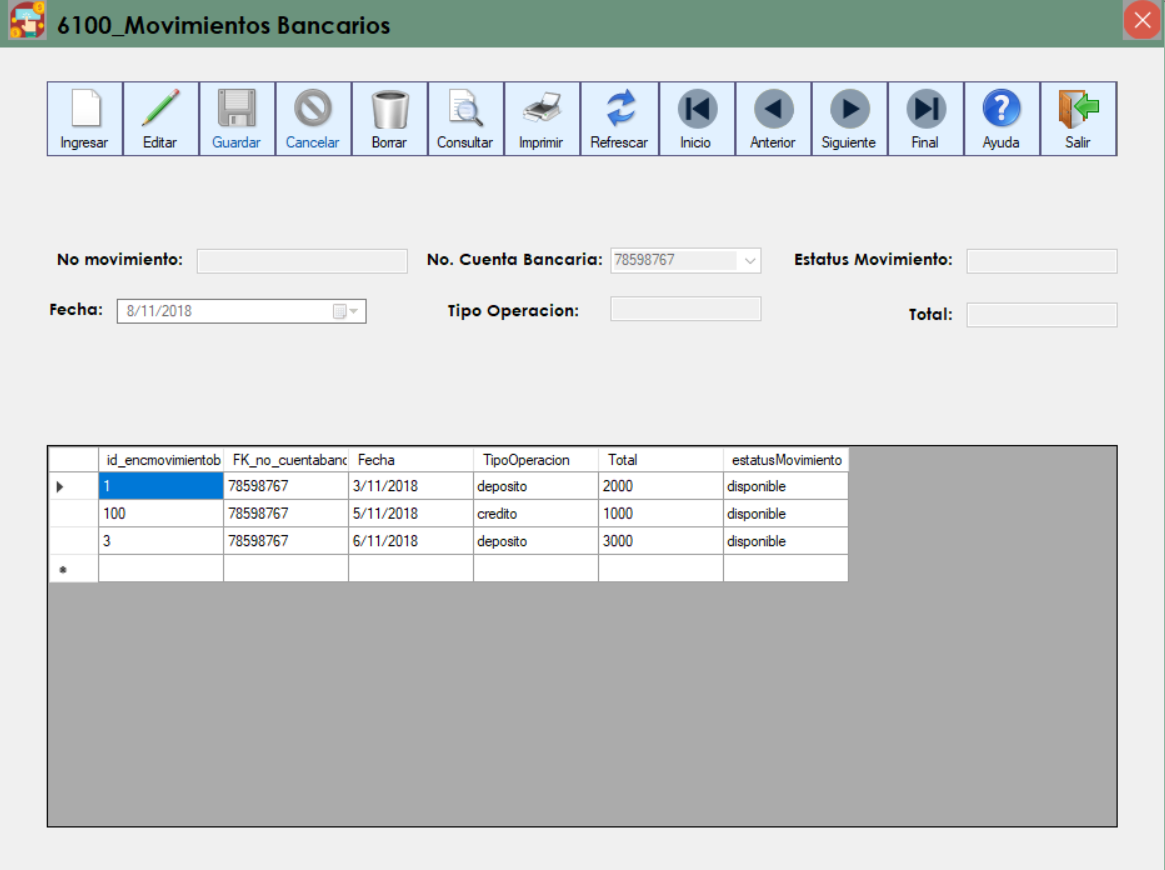 6100_Movimientos Bancarios
Ingresar Editar Guardar Cancelar Borrar Consultar Imprimir Refrescar Inicio Anterior Siguiente Final Ayuda Salir
No movimiento: No. Cuenta Bancaria: 78598767 Estatus Movimiento:
Fecha: 8/11/2018 Tipo Operacion: Total:
id_encmovimientob FK_no_cuentabanc Fecha TipoOperacion Total estatusMovimiento
1 78598767 3/11/2018 deposito 2000 disponible
100 78598767 5/11/2018 credito 1000 disponible
3 78598767 6/11/2018 deposito 3000 disponible